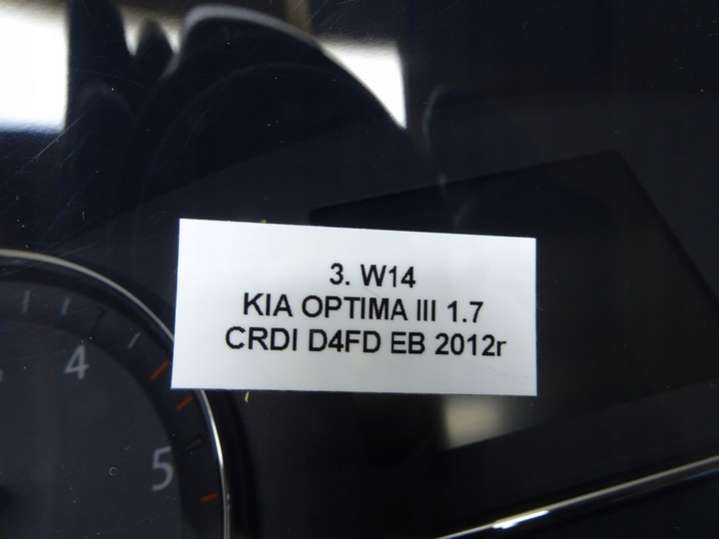 3. W14
KIA OPTIMA III 1.7
CRDI D4FD EB 2012r
4
5